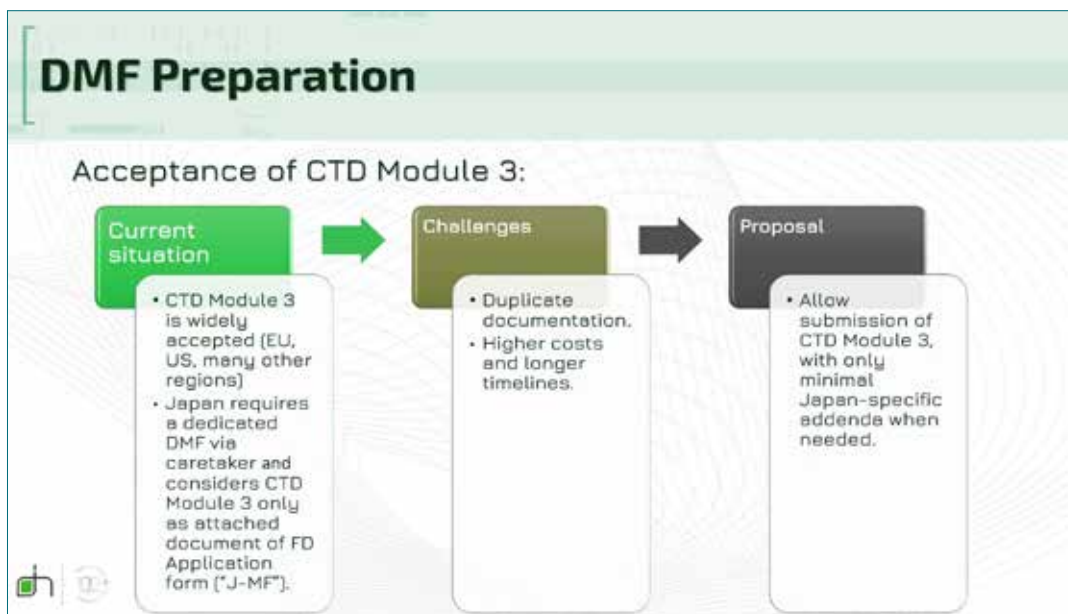 DMF Preparation
Acceptance of CTD Module 3:
Current
situation
• CTD Module 3
is widely
accepted (EU,
US, many other
regions)
• Japan requires
a dedicated
DMF via
caretaker and
considers CTD
Module 3 only
as attached
document of FD
Application
form ("J-MF").
Challenges
• Duplicate
documentation.
• Higher costs
and longer
timelines.
Proposal
• Allow
submission of
CTD Module 3,
with only
minimal
Japan-specific
addenda when
needed.